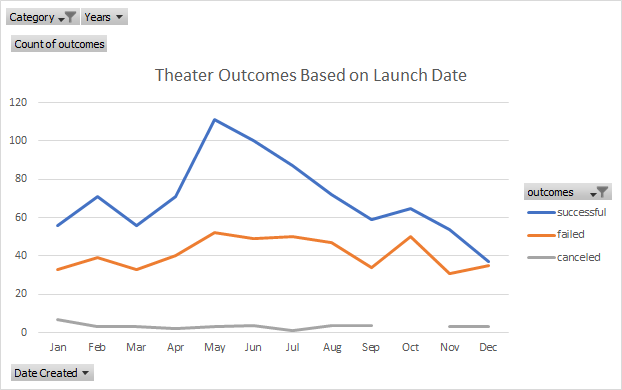 Category Years
Count of outcomes
Theater Outcomes Based on Launch Date
120
100
80
60
40
20
0
Jan Feb Mar Apr May Jun Jul Aug Sep Oct Nov Dec
outcomes
successful
failed
canceled
Date Created